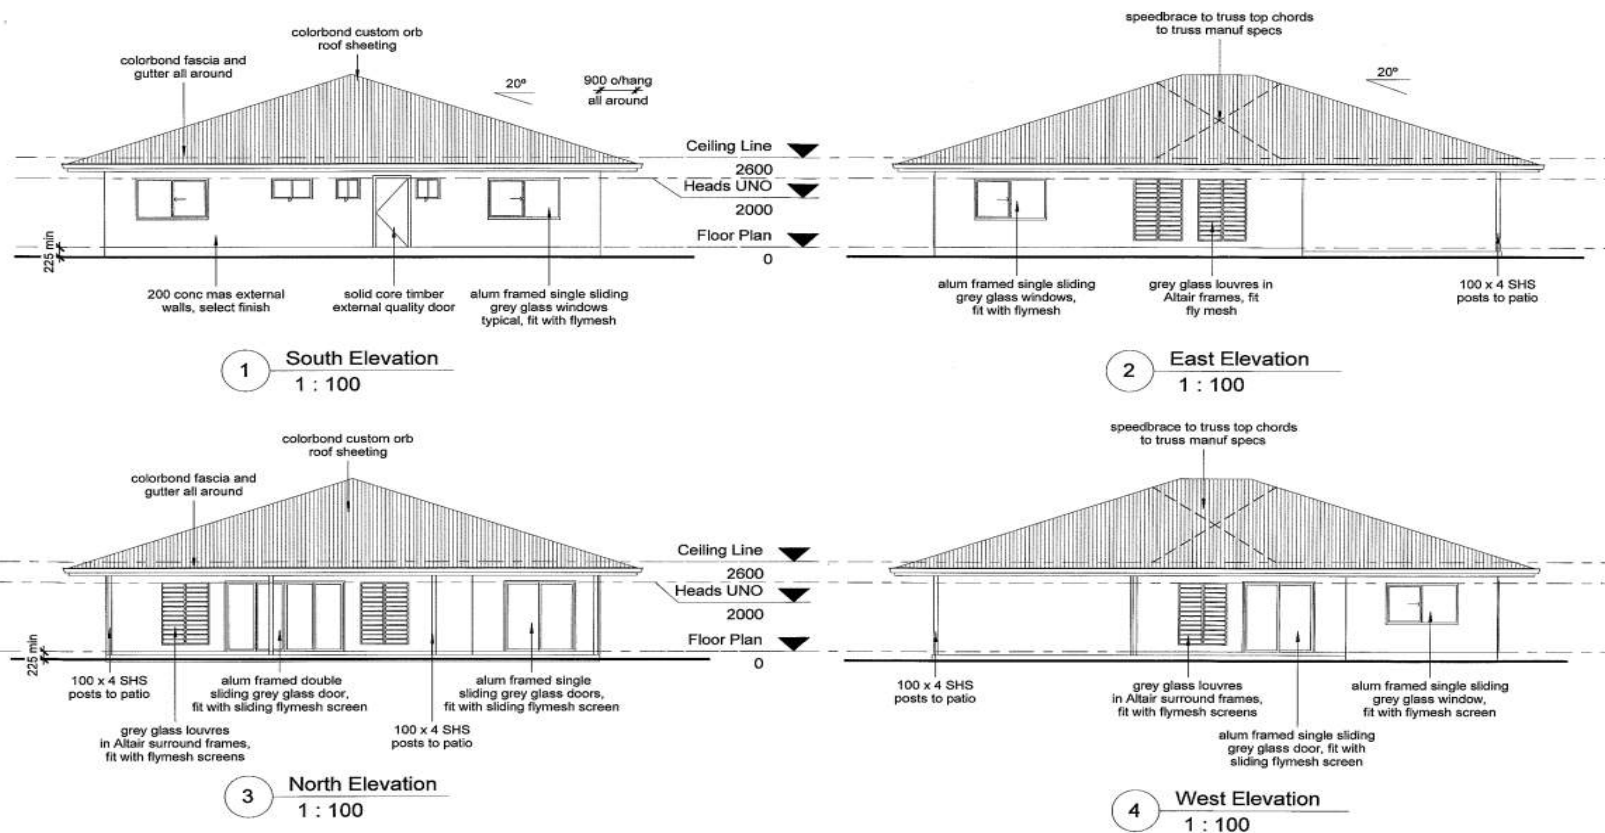 colorbond custom orb
roof sheeting
colorbond fascia and
gutter all around
20°
900 o/hang
all around
Ceiling Line
2600
Heads UNO
2000
Floor Plan
0
225 min
200 conc mas external
walls, select finish
solid core timber
external quality door
alum framed single sliding
grey glass windows
typical, fit with flymesh
1
South Elevation
1 : 100
speedbrace to truss top chords
to truss manuf specs
20°
alum framed single sliding
grey glass windows,
fit with flymesh
grey glass louvres in
Altair frames, fit
fly mesh
100 x 4 SHS
posts to patio
2
East Elevation
1 : 100
colorbond custom orb
roof sheeting
colorbond fascia and
gutter all around
Ceiling Line
2600
Heads UNO
2000
Floor Plan
0
225 min
100 x 4 SHS
posts to patio
alum framed double
sliding grey glass door,
fit with sliding flymesh screen
alum framed single
sliding grey glass doors,
fit with sliding flymesh screen
grey glass louvres
in Altair surround frames,
fit with flymesh screens
100 x 4 SHS
posts to patio
3
North Elevation
1 : 100
speedbrace to truss top chords
to truss manuf specs
100 x 4 SHS
posts to patio
grey glass louvres
in Altair surround frames,
fit with flymesh screens
alum framed single sliding
grey glass window,
fit with flymesh screen
alum framed single sliding
grey glass door, fit with
sliding flymesh screen
4
West Elevation
1 : 100